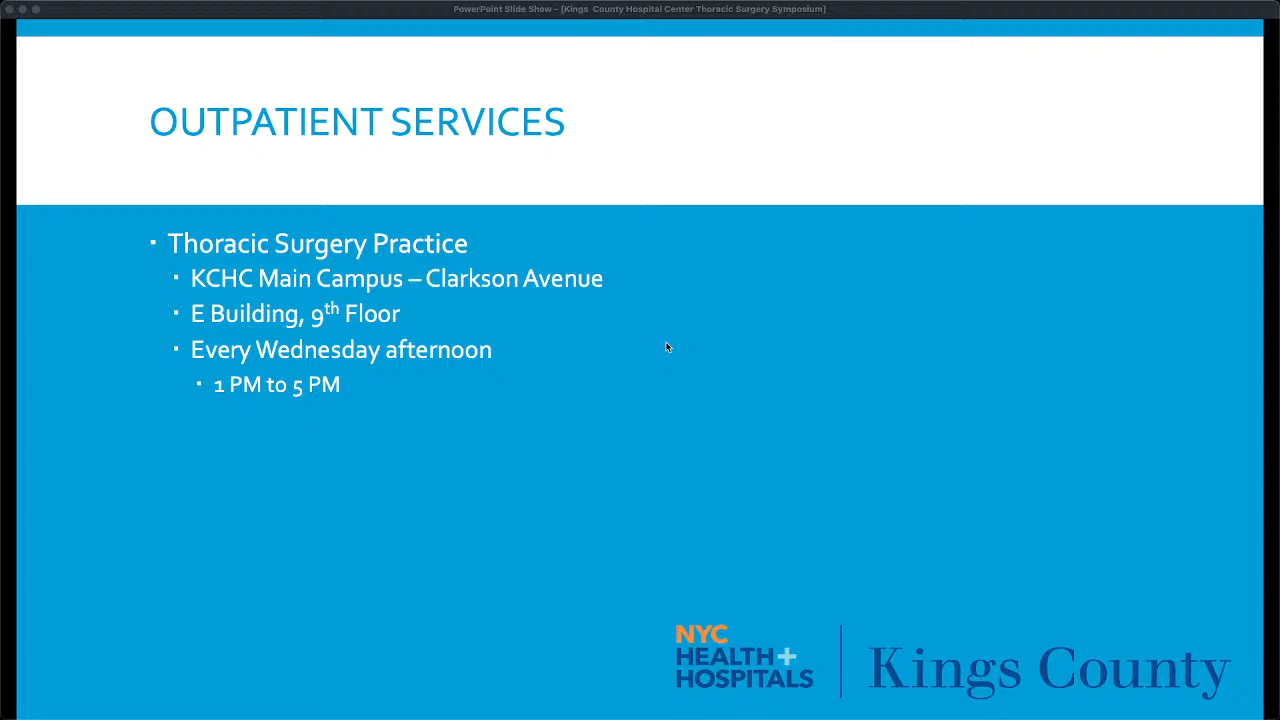 PowerPoint Slide Show - [Kings  County Hospital Center Thoracic Surgery Symposium]
OUTPATIENT SERVICES
▪ Thoracic Surgery Practice
▪ KCHC Main Campus – Clarkson Avenue
▪ E Building, 9th Floor
▪ Every Wednesday afternoon
▪ 1 PM to 5 PM
NYC
HEALTH+
HOSPITALS
Kings County